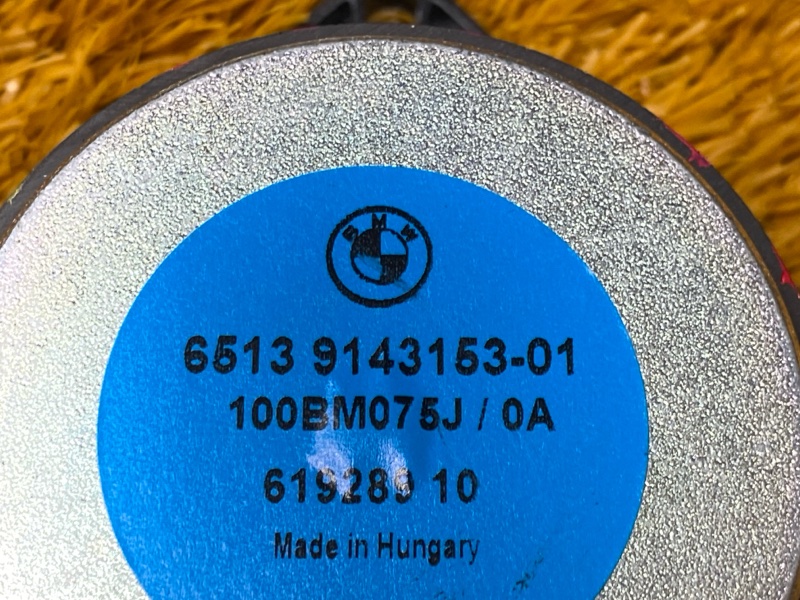 BMW
6513 9143153-01
100BM075J / 0A
619289 10
Made in Hungary